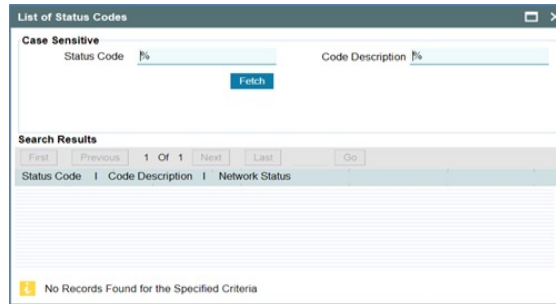 List of Status Codes
Case Sensitive
Status Code % Code Description %
Fetch
Search Results
First Previous 1 Of 1 Next Last Go
Status Code Code Description Network Status
No Records Found for the Specified Criteria